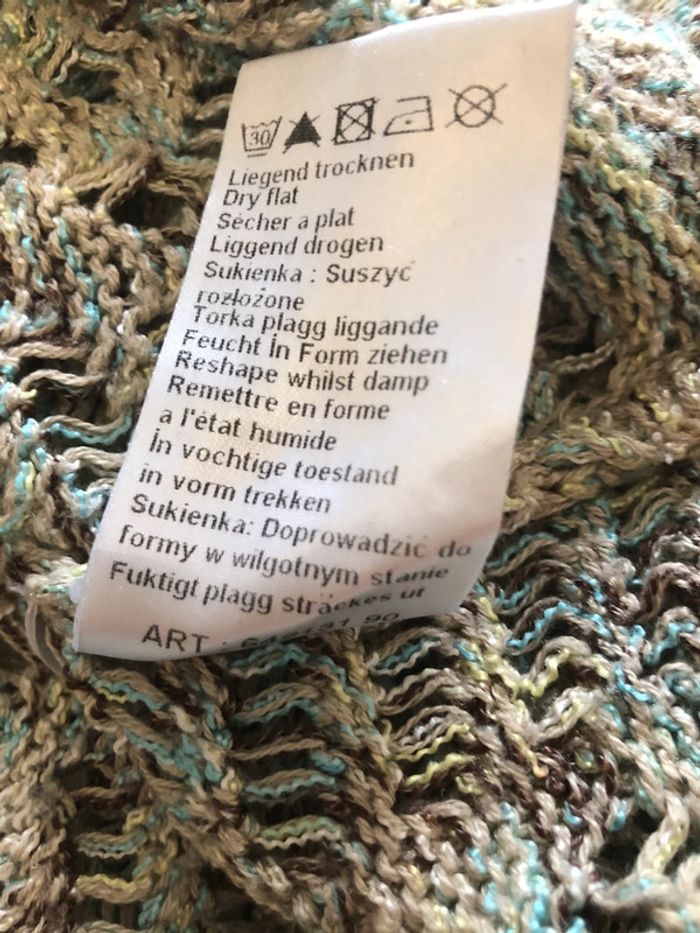 30
Liegend trocknen
Dry flat
Sécher a plat
Liggend drogen
Sukienka : Suszyć
rozłożone
Torka plagg liggande
Feucht İn Form ziehen
Reshape whilst damp
Remettre en forme
a l'état humide
İn vochtige toestand
in vorm trekken
Sukienka: Doprowadzić do
formy w wilgotnym stanie
Fuktigt plagg sträckes ut
ART :